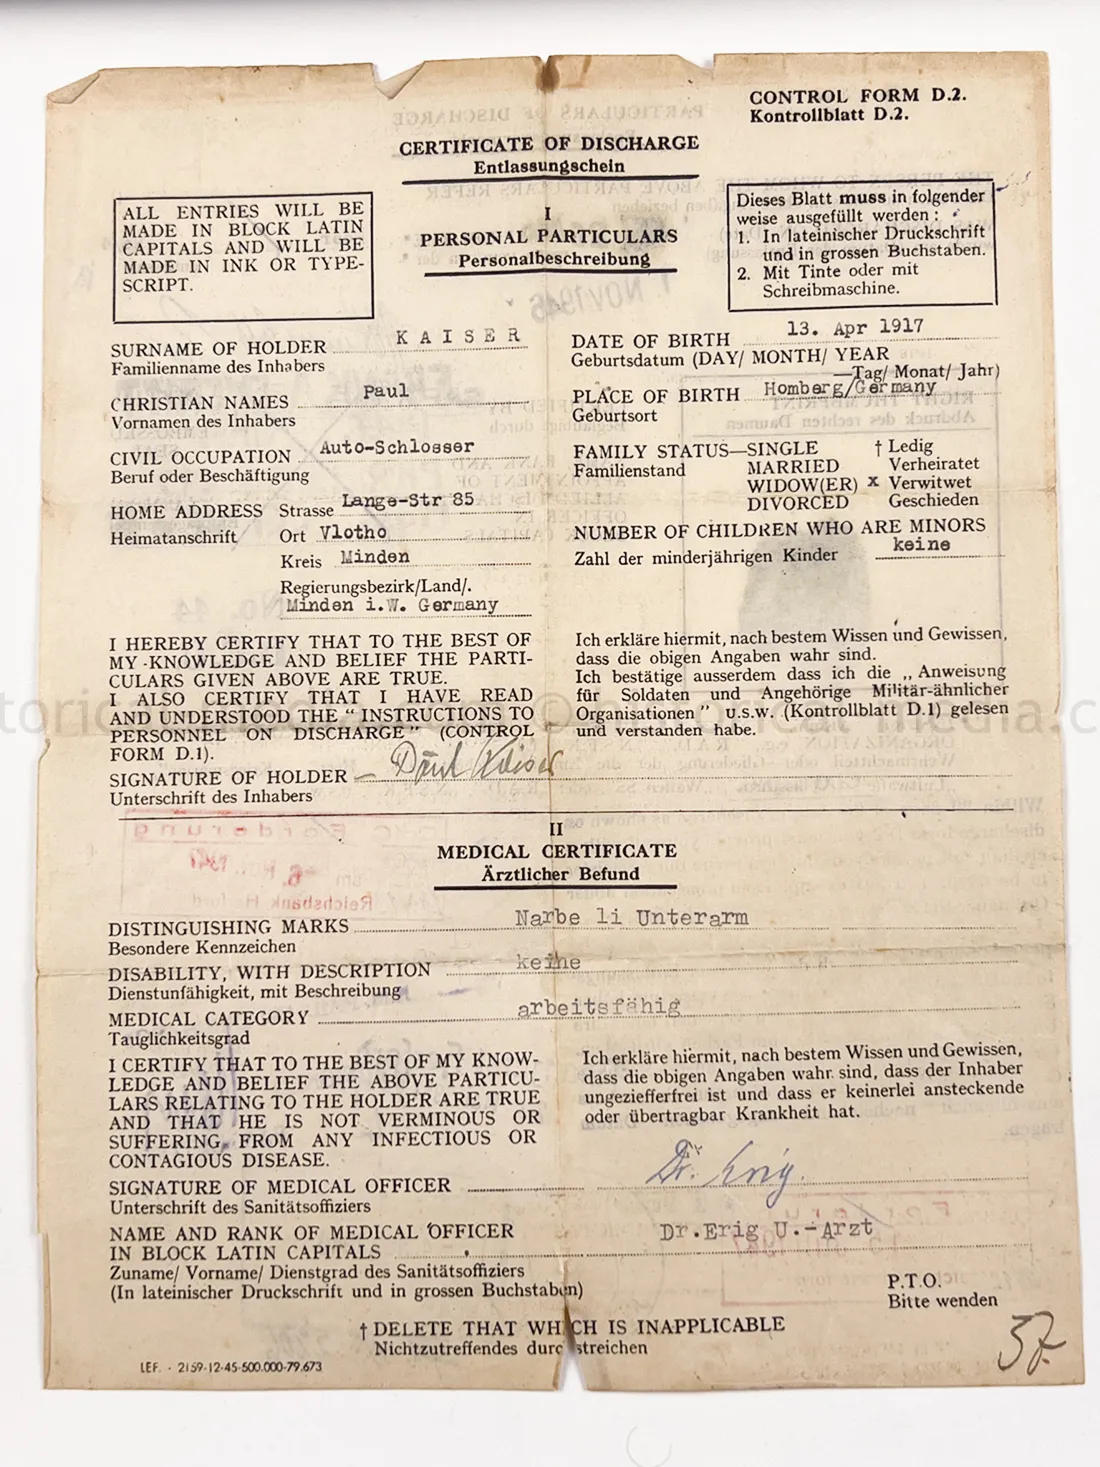 CONTROL FORM D.2.
Kontrollblatt D.2.
CERTIFICATE OF DISCHARGE
Entlassungschein
ALL ENTRIES WILL BE
MADE IN BLOCK LATIN
CAPITALS AND WILL BE
MADE IN INK OR TYPE-
SCRIPT.
I
PERSONAL PARTICULARS
Personalbeschreibung
Dieses Blatt muss in folgender
weise ausgefüllt werden :
1. In lateinischer Druckschrift
und in grossen Buchstaben.
2. Mit Tinte oder mit
Schreibmaschine.
SURNAME OF HOLDER KAISER
Familienname des Inhabers
CHRISTIAN NAMES Paul
Vornamen des Inhabers
CIVIL OCCUPATION Auto-Schlosser
Beruf oder Beschäftigung
HOME ADDRESS Strasse Lange-Str 85
Heimatanschrift Ort Vlotho
Kreis Minden
Regierungsbezirk/Land/.
Minden i.W. Germany
DATE OF BIRTH 13. Apr 1917
Geburtsdatum (DAY/ MONTH/ YEAR
—Tag/ Monat/ Jahr)
PLACE OF BIRTH Homberg/Germany
Geburtsort
FAMILY STATUS—SINGLE † Ledig
Familienstand MARRIED Verheiratet
WIDOW(ER) x Verwitwet
DIVORCED Geschieden
NUMBER OF CHILDREN WHO ARE MINORS
Zahl der minderjährigen Kinder keine
I HEREBY CERTIFY THAT TO THE BEST OF
MY KNOWLEDGE AND BELIEF THE PARTI-
CULARS GIVEN ABOVE ARE TRUE.
I ALSO CERTIFY THAT I HAVE READ
AND UNDERSTOOD THE "INSTRUCTIONS TO
PERSONNEL ON DISCHARGE" (CONTROL
FORM D.1).
Ich erkläre hiermit, nach bestem Wissen und Gewissen,
dass die obigen Angaben wahr sind.
Ich bestätige ausserdem dass ich die „Anweisung
für Soldaten und Angehörige Militär-ähnlicher
Organisationen" u.s.w. (Kontrollblatt D.1) gelesen
und verstanden habe.
SIGNATURE OF HOLDER – Paul Kaiser
Unterschrift des Inhabers
II
MEDICAL CERTIFICATE
Ärztlicher Befund
DISTINGUISHING MARKS Narbe li Unterarm
Besondere Kennzeichen
DISABILITY, WITH DESCRIPTION keine
Dienstunfähigkeit, mit Beschreibung
MEDICAL CATEGORY arbeitsfähig
Tauglichkeitsgrad
I CERTIFY THAT TO THE BEST OF MY KNOW-
LEDGE AND BELIEF THE ABOVE PARTICU-
LARS RELATING TO THE HOLDER ARE TRUE
AND THAT HE IS NOT VERMINOUS OR
SUFFERING FROM ANY INFECTIOUS OR
CONTAGIOUS DISEASE.
Ich erkläre hiermit, nach bestem Wissen und Gewissen,
dass die obigen Angaben wahr sind, dass der Inhaber
ungezieferfrei ist und dass er keinerlei ansteckende
oder übertragbar Krankheit hat.
SIGNATURE OF MEDICAL OFFICER Dr. Erig.
Unterschrift des Sanitätsoffiziers
NAME AND RANK OF MEDICAL OFFICER Dr.Erig U.-Arzt
IN BLOCK LATIN CAPITALS
Zuname/ Vorname/ Dienstgrad des Sanitätsoffiziers
(In lateinischer Druckschrift und in grossen Buchstaben)
P.T.O.
Bitte wenden
† DELETE THAT WHICH IS INAPPLICABLE
Nichtzutreffendes durchstreichen
LEF. · 2159-12-45-500.000-79.673
37.